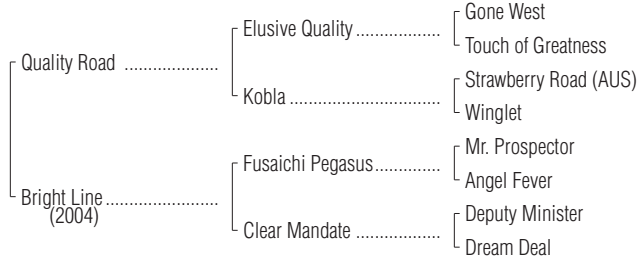 Gone West
Elusive Quality ..................
Touch of Greatness
Quality Road ....................
Strawberry Road (AUS)
Kobla ................................
Winglet
Mr. Prospector
Fusaichi Pegasus..............
Angel Fever
Bright Line ........................
(2004)
Deputy Minister
Clear Mandate ..................
Dream Deal